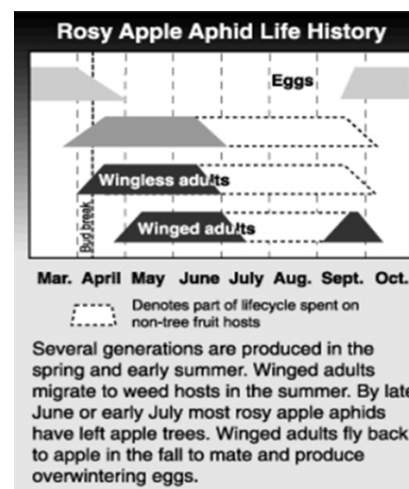 Rosy Apple Aphid Life History
Eggs
Wingless adults
Winged adults
Bud break
Mar. April May June July Aug. Sept. Oct.
Denotes part of lifecycle spent on
non-tree fruit hosts
Several generations are produced in the
spring and early summer. Winged adults
migrate to weed hosts in the summer. By late
June or early July most rosy apple aphids
have left apple trees. Winged adults fly back
to apple in the fall to mate and produce
overwintering eggs.